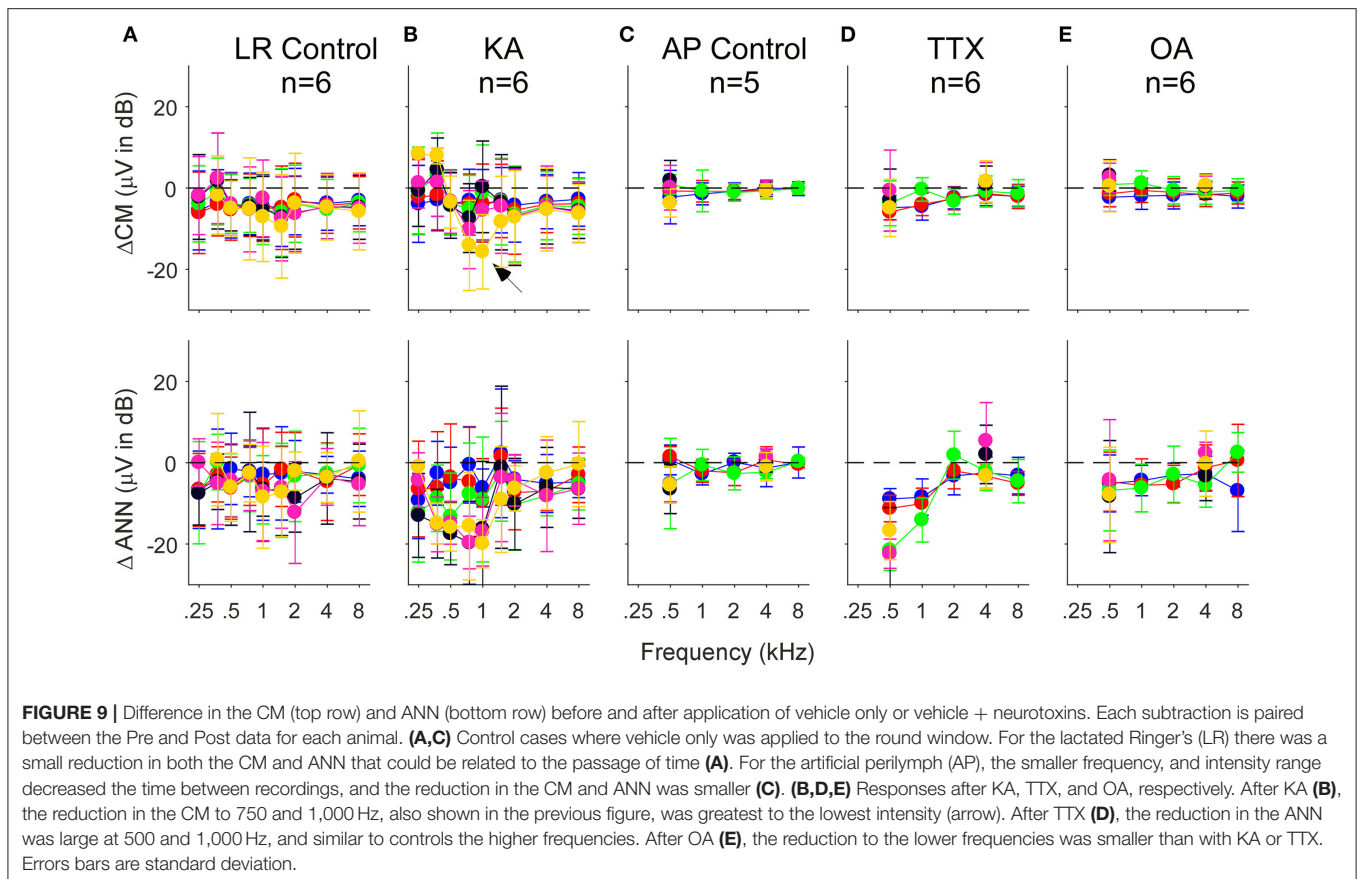 A B C D E
LR Control KA AP Control TTX OA
n=6 n=6 n=5 n=6 n=6
ΔCM (µV in dB)
20
0
-20
Δ ANN (µV in dB)
20
0
-20
.25 .5 1 2 4 8 .25 .5 1 2 4 8 .25 .5 1 2 4 8 .25 .5 1 2 4 8 .25 .5 1 2 4 8
Frequency (kHz)
FIGURE 9 | Difference in the CM (top row) and ANN (bottom row) before and after application of vehicle only or vehicle + neurotoxins. Each subtraction is paired
between the Pre and Post data for each animal. (A,C) Control cases where vehicle only was applied to the round window. For the lactated Ringer's (LR) there was a
small reduction in both the CM and ANN that could be related to the passage of time (A). For the artificial perilymph (AP), the smaller frequency, and intensity range
decreased the time between recordings, and the reduction in the CM and ANN was smaller (C). (B,D,E) Responses after KA, TTX, and OA, respectively. After KA (B),
the reduction in the CM to 750 and 1,000 Hz, also shown in the previous figure, was greatest to the lowest intensity (arrow). After TTX (D), the reduction in the ANN
was large at 500 and 1,000 Hz, and similar to controls the higher frequencies. After OA (E), the reduction to the lower frequencies was smaller than with KA or TTX.
Errors bars are standard deviation.